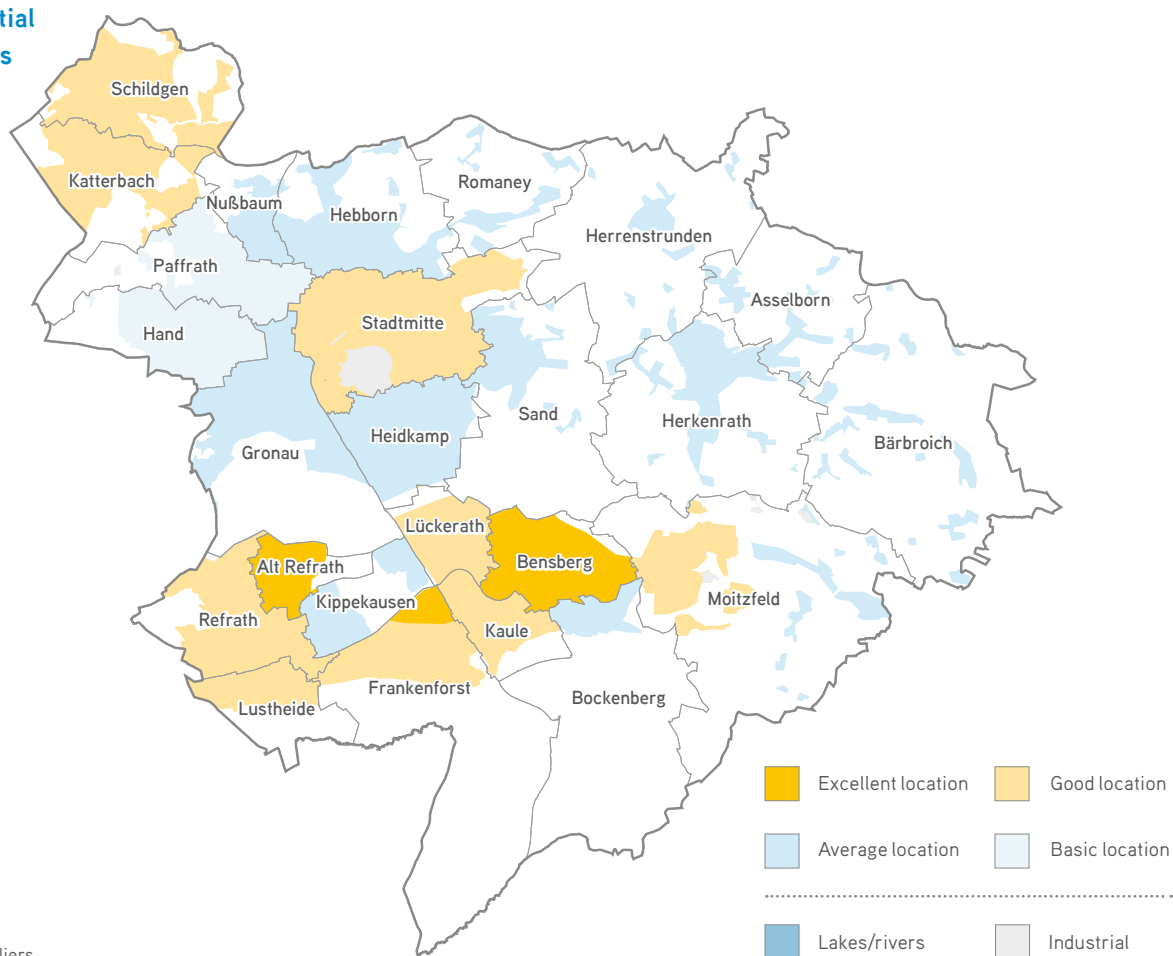 tial
s
Schildgen
Katterbach
Romaney
Nußbaum
Hebborn
Herrenstrunden
Paffrath
Asselborn
Stadtmitte
Hand
Sand
Herkenrath
Heidkamp
Bärbroich
Gronau
Lückerath
Bensberg
Alt Refrath
Kippekausen
Moitzfeld
Refrath
Kaule
Frankenforst
Bockenberg
Lustheide
Excellent location
Good location
Average location
Basic location
Lakes/rivers
Industrial
liers